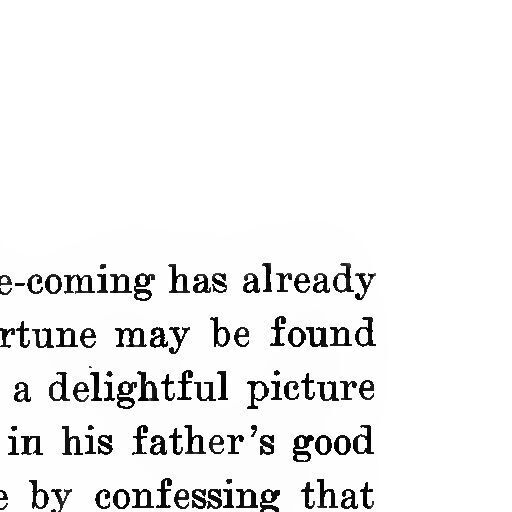 e-coming has already
rtune may be found
a delightful picture
in his father's good
e by confessing that